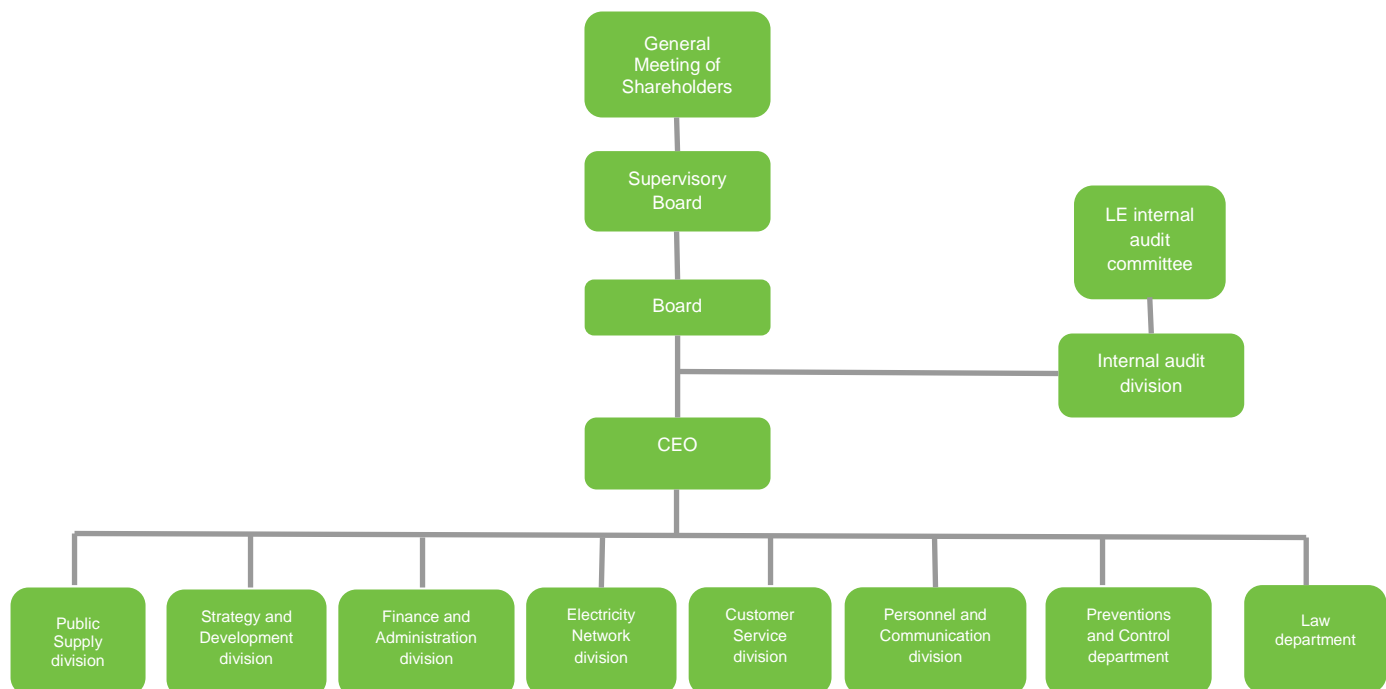 General
Meeting of
Shareholders
Supervisory
Board
LE internal
audit
committee
Board
Internal audit
division
CEO
Public
Supply
division
Strategy and
Development
division
Finance and
Administration
division
Electricity
Network
division
Customer
Service
division
Personnel and
Communication
division
Preventions
and Control
department
Law
department